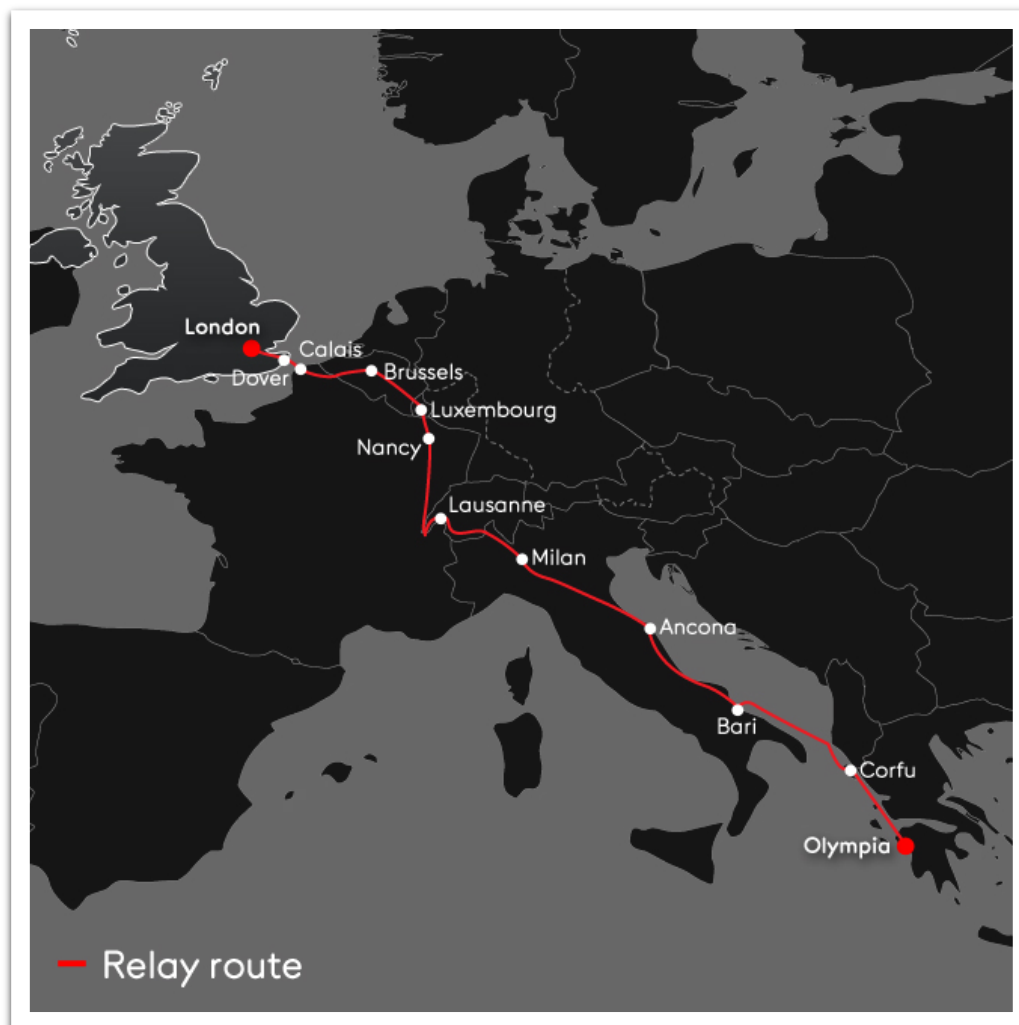 London
Calais
Dover
Brussels
Luxembourg
Nancy
Lausanne
Milan
Ancona
Bari
Corfu
Olympia
Relay route